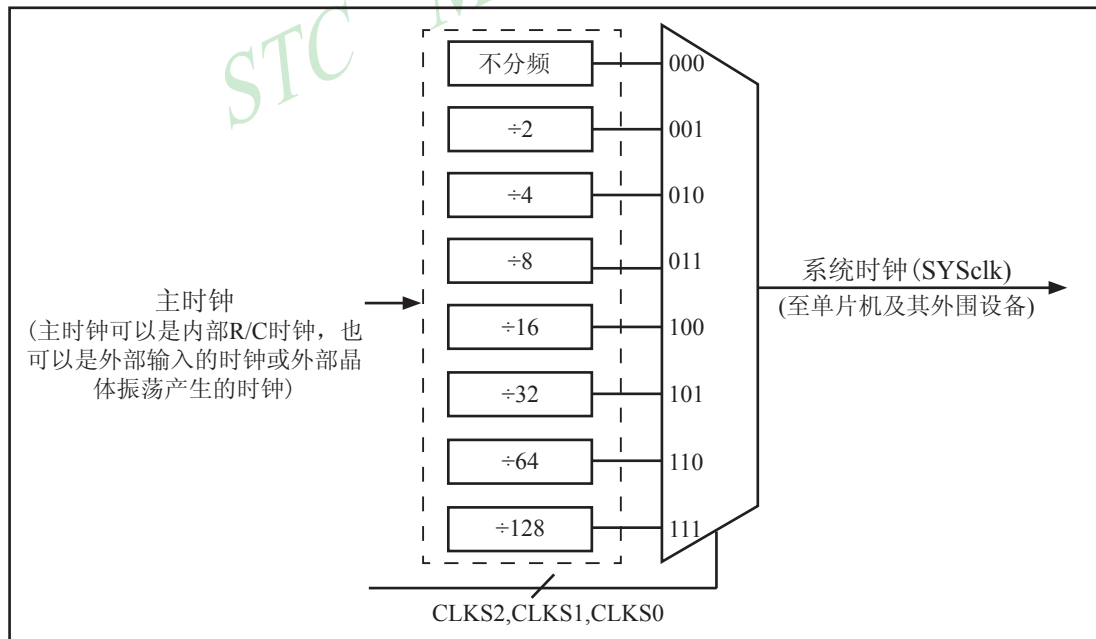 STC M
不分频
000
÷2
001
÷4
010
÷8
011
÷16
100
÷32
101
÷64
110
÷128
111
主时钟
(主时钟可以是内部R/C时钟，也
可以是外部输入的时钟或外部晶
体振荡产生的时钟)
系统时钟(SYSclk)
(至单片机及其外围设备)
CLKS2,CLKS1,CLKS0